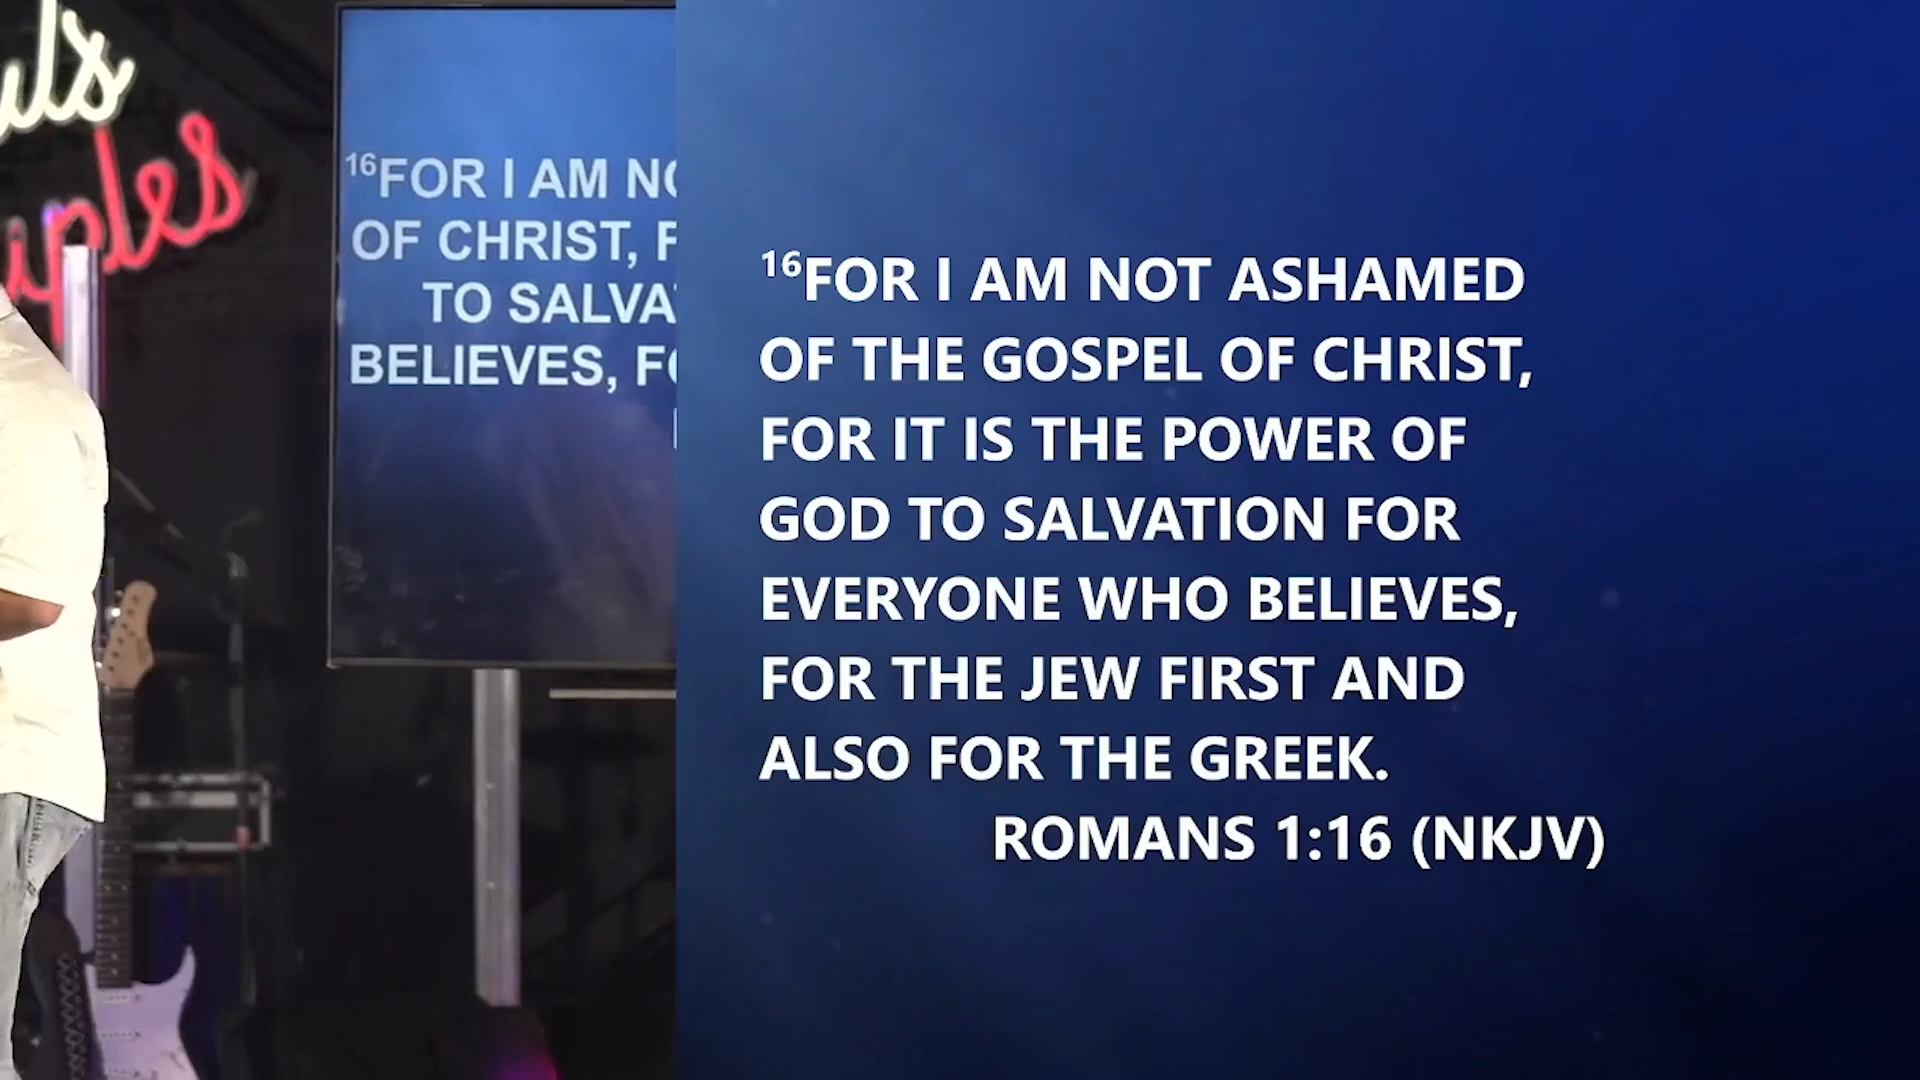 ¹⁶FOR I AM
OF CHRIST,
TO
BELIEVES,
¹⁶FOR I AM NOT ASHAMED
OF THE GOSPEL OF CHRIST,
FOR IT IS THE POWER OF
GOD TO SALVATION FOR
EVERYONE WHO BELIEVES,
FOR THE JEW FIRST AND
ALSO FOR THE GREEK.
ROMANS 1:16 (NKJV)